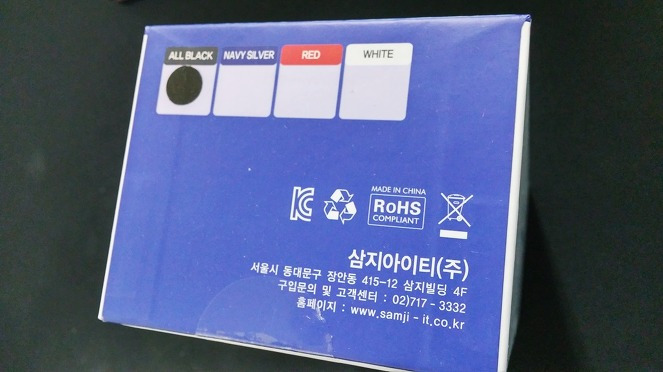 ALL BLACK NAVY SILVER RED WHITE
MADE IN CHINA
RoHS
COMPLIANT
삼지아이티(주)
서울시 동대문구 장안동 415-12 삼지빌딩 4F
구입문의 및 고객센터 : 02)717 - 3332
홈페이지 : www.samji - it.co.kr